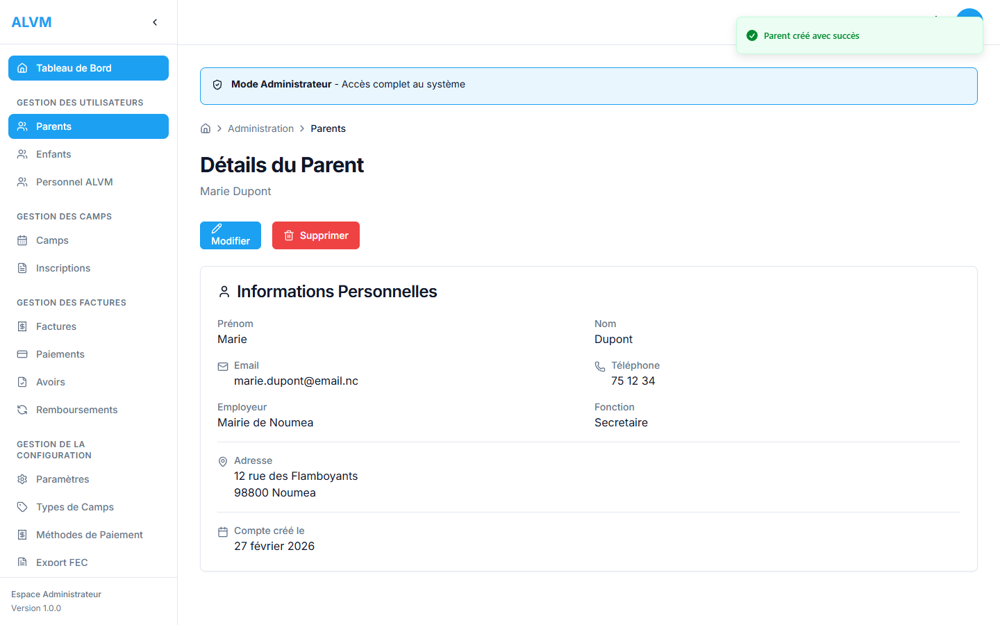 ALVM
Parent créé avec succès
Tableau de Bord
GESTION DES UTILISATEURS
Parents
Enfants
Personnel ALVM
GESTION DES CAMPS
Camps
Inscriptions
GESTION DES FACTURES
Factures
Paiements
Avoirs
Remboursements
GESTION DE LA
CONFIGURATION
Paramètres
Types de Camps
Méthodes de Paiement
Export FEC
Espace Administrateur
Version 1.0.0
Mode Administrateur - Accès complet au système
Administration
Parents
Détails du Parent
Marie Dupont
Modifier
Supprimer
Informations Personnelles
Prénom
Marie
Nom
Dupont
Email
marie.dupont@email.nc
Téléphone
75 12 34
Employeur
Mairie de Noumea
Fonction
Secretaire
Adresse
12 rue des Flamboyants
98800 Noumea
Compte créé le
27 février 2026